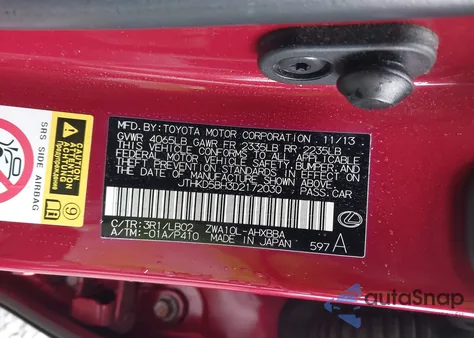 SRS SIDE AIRBAG
MFD. BY: TOYOTA MOTOR CORPORATION 11/13
GVWR 4065LB GAWR FR 2335LB RR 2235LB
THIS VEHICLE CONFORMS TO ALL APPLICABLE
FEDERAL MOTOR VEHICLE SAFETY, BUMPER, AND
THEFT PREVENTION STANDARDS IN EFFECT ON
THE DATE OF MANUFACTURE SHOWN ABOVE.
JTHKD5BH3D2172030 PASS.CAR
C/TR: 3R1/LB02 ZWA10L-AHXBBA
A/TM: -01A/P410 MADE IN JAPAN 597 A
autoSnap